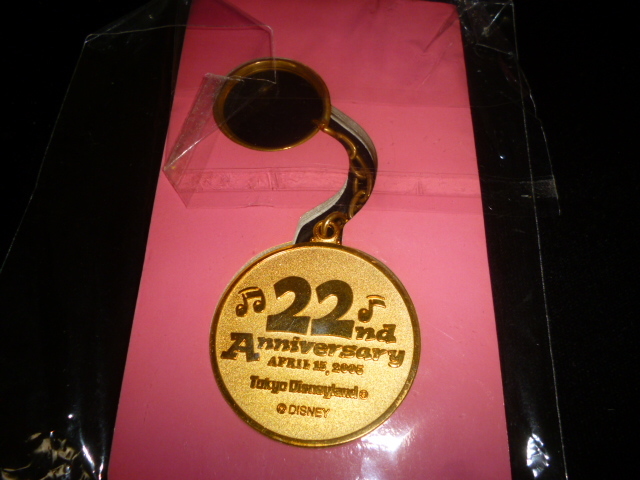 22nd
Anniversary
APRIL 15, 2005
Tokyo Disneyland®
© DISNEY